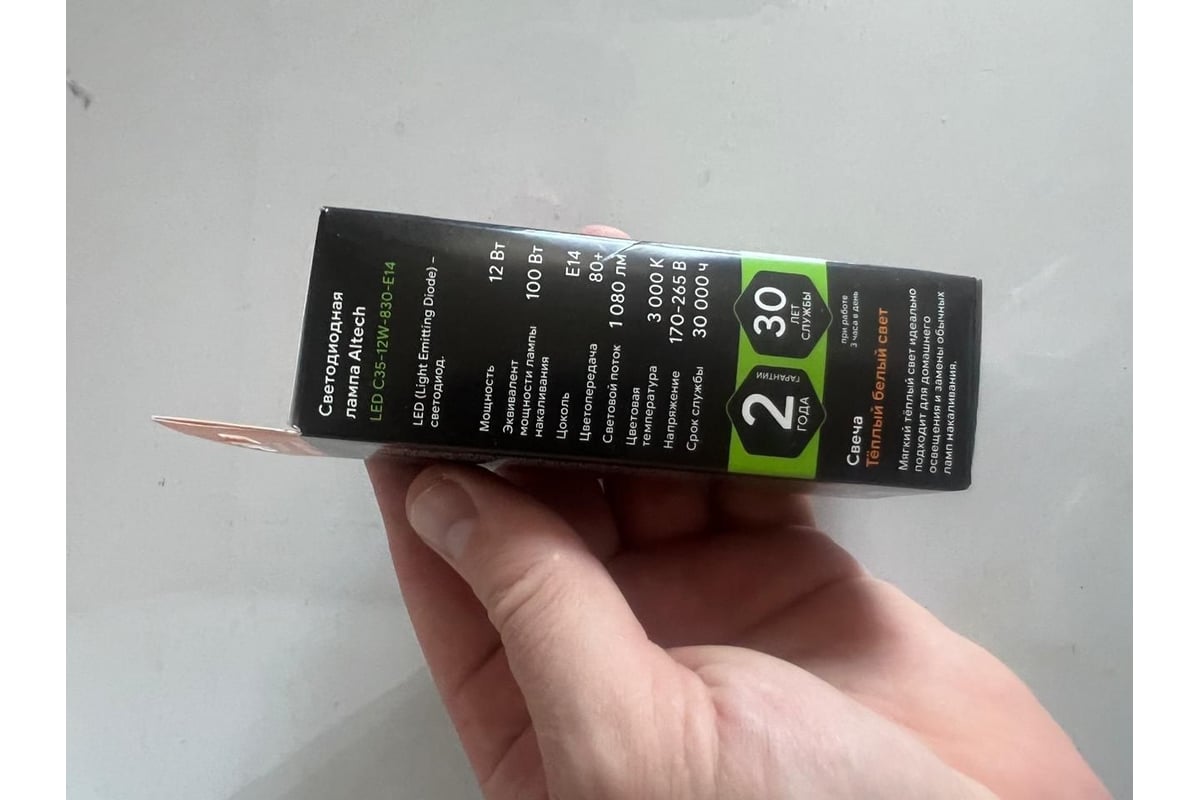 Светодиодная
лампа Altech
LED C35-12W-830-E14
LED (Light Emitting Diode) –
светодиод.
Мощность 12 Вт
Эквивалент
мощности лампы 100 Вт
накаливания
Цоколь E14
Цветопередача 80+
Световой поток 1 080 лм
Цветовая
температура 3 000 К
Напряжение 170-265 В
Срок службы 30 000 ч
2
ГОДА
ГАРАНТИИ
30
ЛЕТ
СЛУЖБЫ
при работе
3 часа в день
Свеча
Тёплый белый свет
Мягкий тёплый свет идеально
подходит для домашнего
освещения и замены обычных
ламп накаливания.